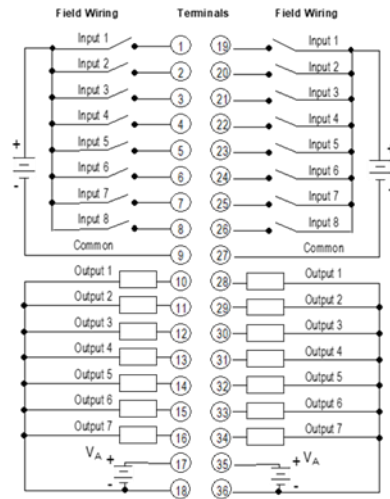 Field Wiring Terminals Field Wiring
Input 1 1 19 Input 1
Input 2 2 20 Input 2
Input 3 3 21 Input 3
Input 4 4 22 Input 4
+ Input 5 5 23 Input 5 +
- Input 6 6 24 Input 6 -
Input 7 7 25 Input 7
Input 8 8 26 Input 8
Common 9 27 Common
Output 1 10 28 Output 1
Output 2 11 29 Output 2
Output 3 12 30 Output 3
Output 4 13 31 Output 4
Output 5 14 32 Output 5
Output 6 15 33 Output 6
Output 7 16 34 Output 7
VA + 17 35 + VA
- 18 36 -